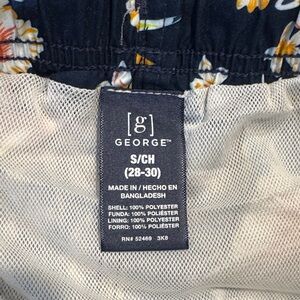 [g]
GEORGE™
S/CH
(28-30)
MADE IN / HECHO EN
BANGLADESH
SHELL: 100% POLYESTER
FUNDA: 100% POLIÉSTER
LINING: 100% POLYESTER
FORRO: 100% POLIÉSTER
RN# 52469 3K8